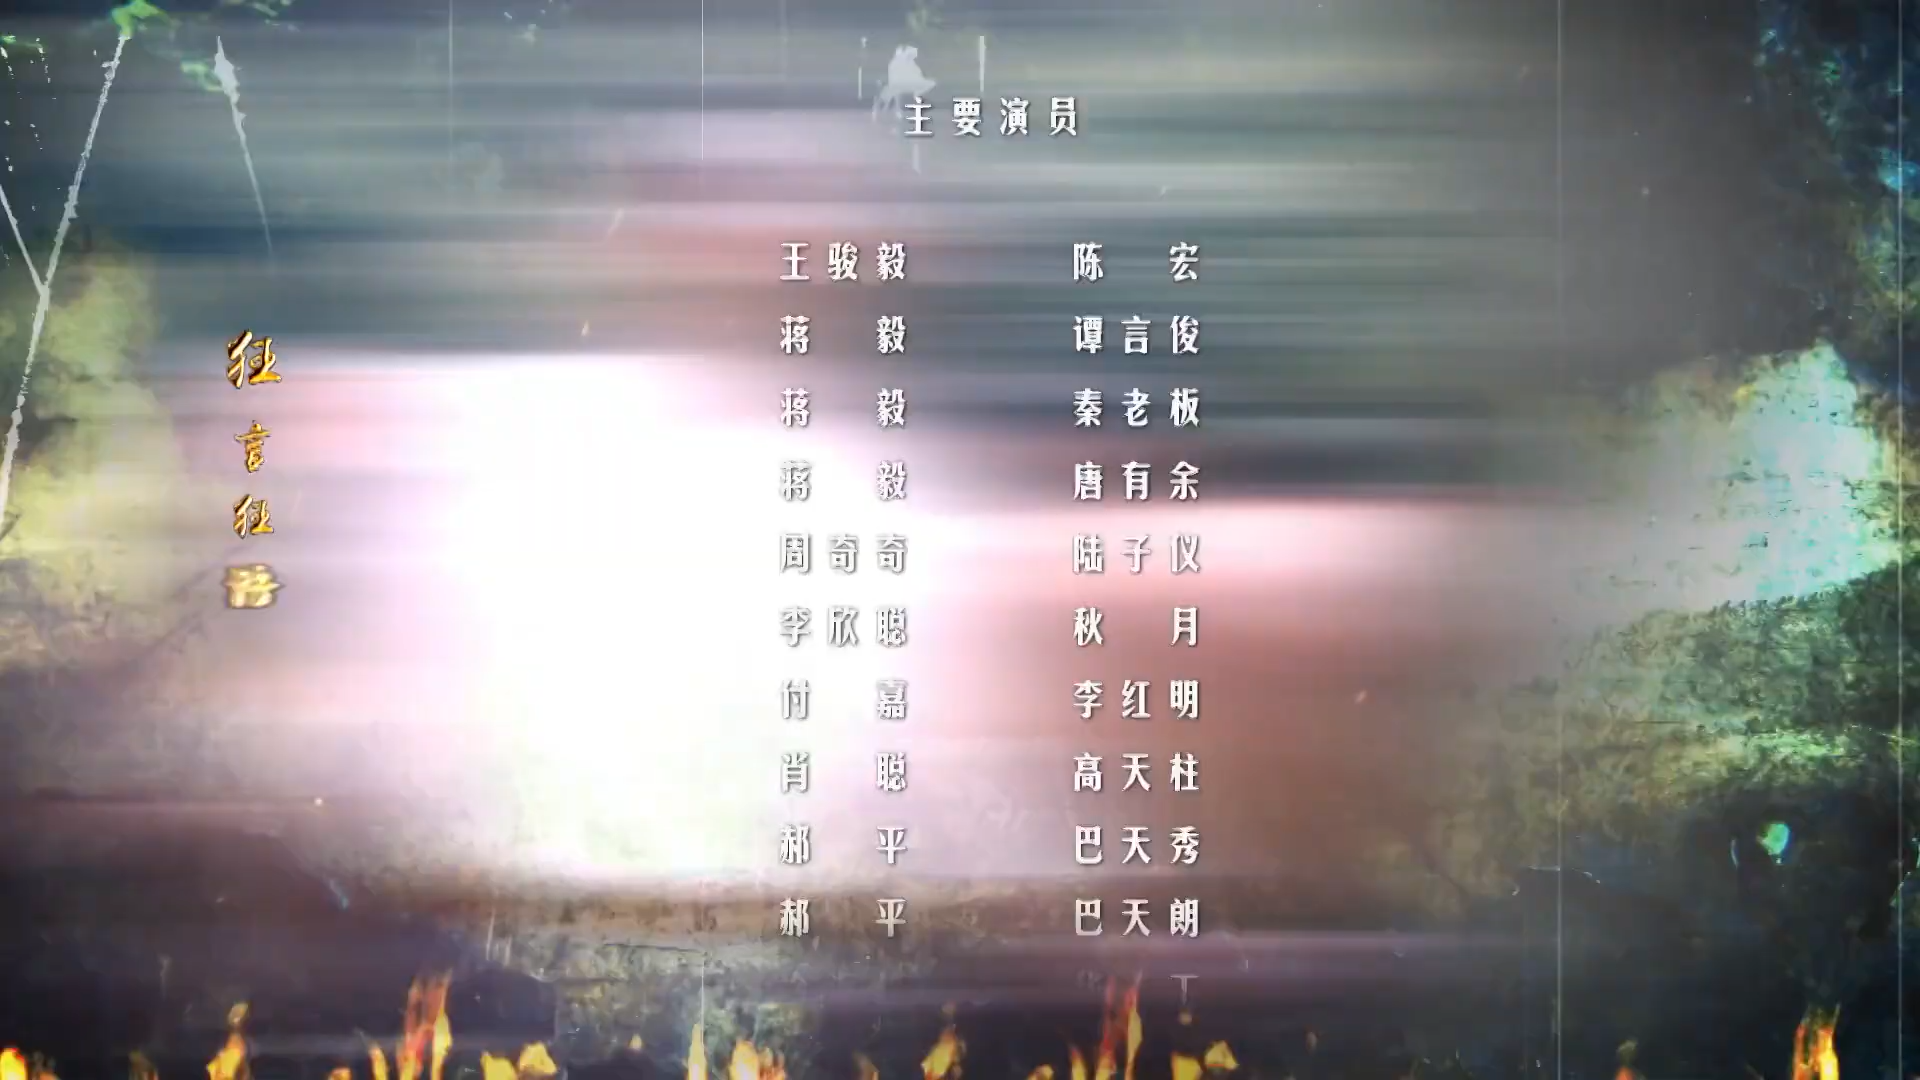 主要演员
王骏毅 陈宏
蒋毅 谭言俊
蒋毅 秦老板
蒋毅 唐有余
周奇奇 陆子仪
李欣聪 秋月
付嘉 李红明
肖聪 高天柱
郝平 巴天秀
郝平 巴天朗
狂言狂语